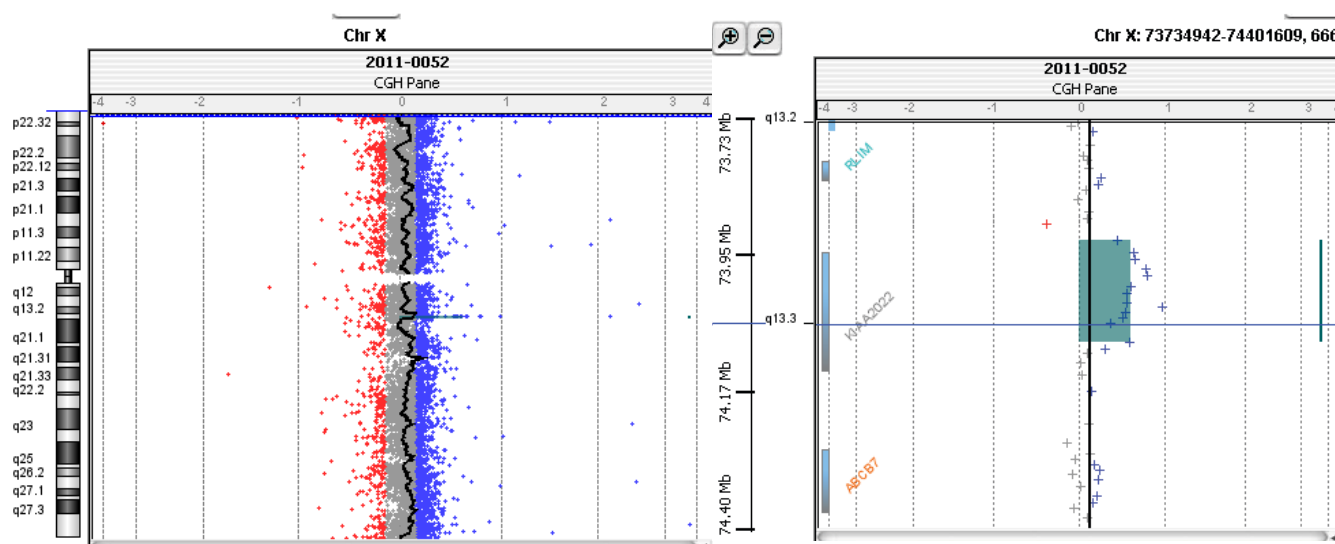 Chr X
2011-0052
CGH Pane
-4 -3 -2 -1 0 1 2 3 4
p22.32
p22.2
p22.12
p21.3
p21.1
p11.3
p11.22
q12
q13.2
q21.1
q21.31
q21.33
q22.2
q23
q25
q26.2
q27.1
q27.3
73.73 Mb
73.95 Mb
74.17 Mb
74.40 Mb
Chr X: 73734942-74401609, 666
2011-0052
CGH Pane
-4 -3 -2 -1 0 1 2 3
q13.2
q13.3
RLIM
KIAA2022
ABCB7